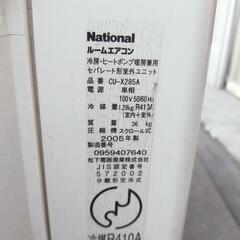 National
ルームエアコン
冷房・ヒートポンプ暖房兼用
セパレート形室外ユニット
品番 CU-X285A
電源 単相
100V 50/60Hz
冷媒量 1.29kg R410A
(室内+室外)
質量 36 kg
圧縮機 スクロール式
2005年製
製造番号 0959407640
松下電器産業株式会社
JIS認定番号
572002
分離形空冷式
冷媒R410A